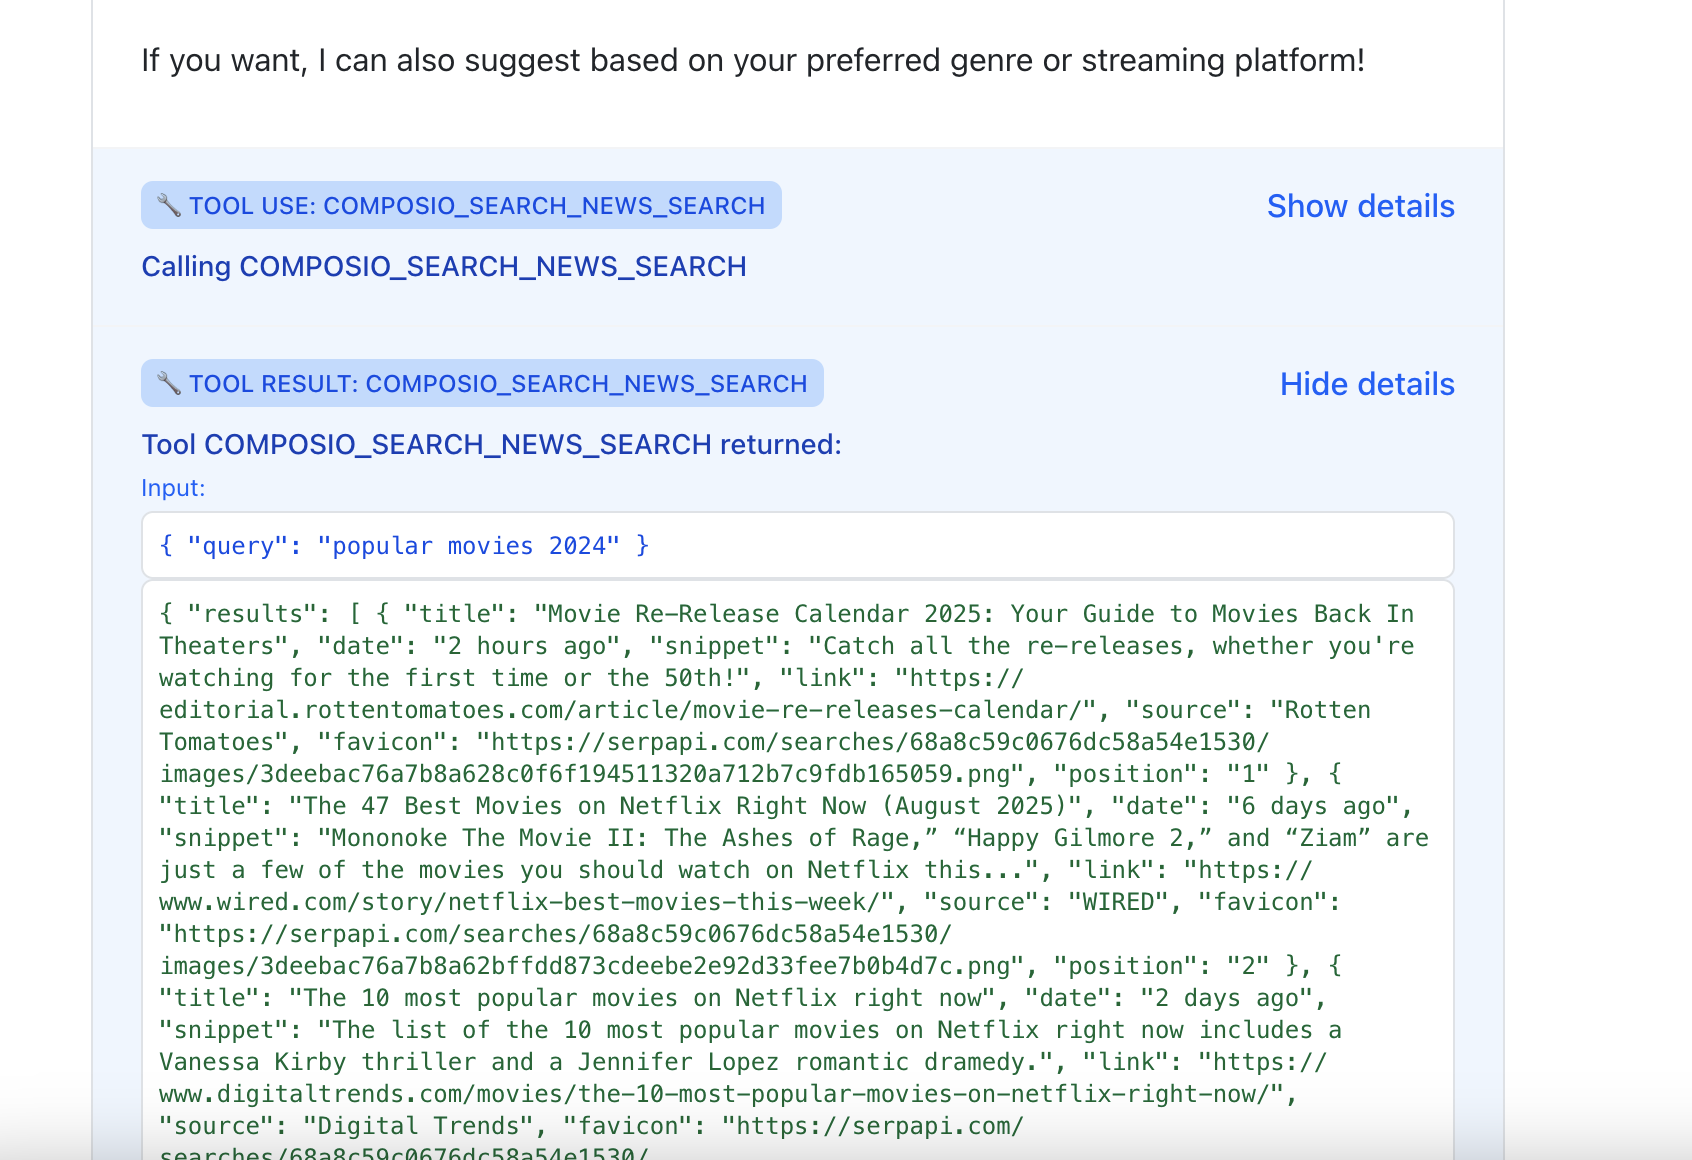 If you want, I can also suggest based on your preferred genre or streaming platform!
🔧 TOOL USE: COMPOSIO_SEARCH_NEWS_SEARCH
Show details
Calling COMPOSIO_SEARCH_NEWS_SEARCH
🔧 TOOL RESULT: COMPOSIO_SEARCH_NEWS_SEARCH
Hide details
Tool COMPOSIO_SEARCH_NEWS_SEARCH returned:
Input:
{ "query": "popular movies 2024" }
{ "results": [ { "title": "Movie Re-Release Calendar 2025: Your Guide to Movies Back In
Theaters", "date": "2 hours ago", "snippet": "Catch all the re-releases, whether you're
watching for the first time or the 50th!", "link": "https://
editorial.rottentomatoes.com/article/movie-re-releases-calendar/", "source": "Rotten
Tomatoes", "favicon": "https://serpapi.com/searches/68a8c59c0676dc58a54e1530/
images/3deebac76a7b8a628c0f6f194511320a712b7c9fdb165059.png", "position": "1" }, {
"title": "The 47 Best Movies on Netflix Right Now (August 2025)", "date": "6 days ago",
"snippet": "Mononoke The Movie II: The Ashes of Rage,” “Happy Gilmore 2,” and “Ziam” are
just a few of the movies you should watch on Netflix this...", "link": "https://
www.wired.com/story/netflix-best-movies-this-week/", "source": "WIRED", "favicon":
"https://serpapi.com/searches/68a8c59c0676dc58a54e1530/
images/3deebac76a7b8a62bffdd873cdeebe2e92d33fee7b0b4d7c.png", "position": "2" }, {
"title": "The 10 most popular movies on Netflix right now", "date": "2 days ago",
"snippet": "The list of the 10 most popular movies on Netflix right now includes a
Vanessa Kirby thriller and a Jennifer Lopez romantic dramedy.", "link": "https://
www.digitaltrends.com/movies/the-10-most-popular-movies-on-netflix-right-now/",
"source": "Digital Trends", "favicon": "https://serpapi.com/
searches/68a8c59c0676dc58a54e1530/